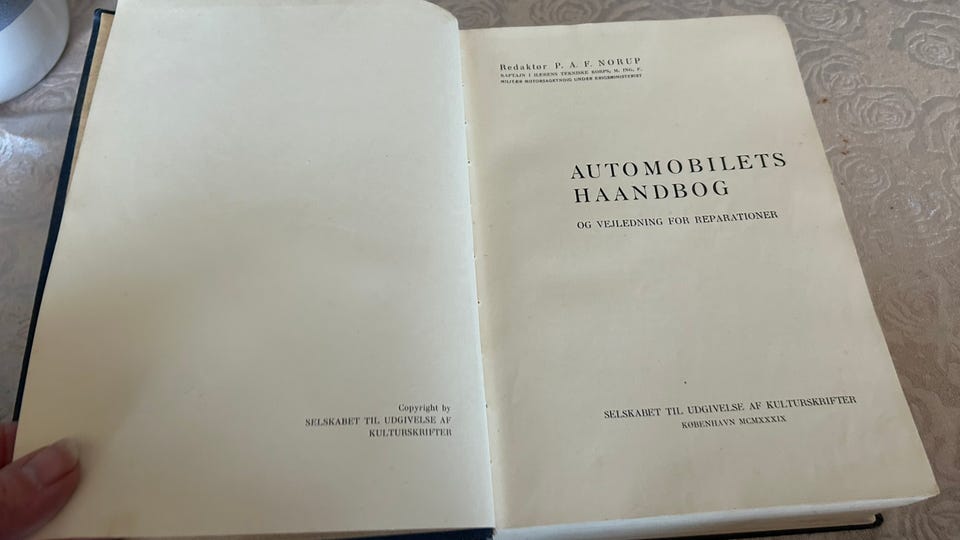 Copyright by
SELSKABET TIL UDGIVELSE AF
KULTURSKRIFTER
Redaktør P. A. F. NORUP
KAPTAJN I HÆRENS TEKNISKE KORPS, M. ING. F.
MILITÆR MOTORSAGKYNDIG UNDER KRIGSMINISTERIET
AUTOMOBILETS
HAANDBOG
OG VEJLEDNING FOR REPARATIONER
SELSKABET TIL UDGIVELSE AF KULTURSKRIFTER
KØBENHAVN MCMXXXIX